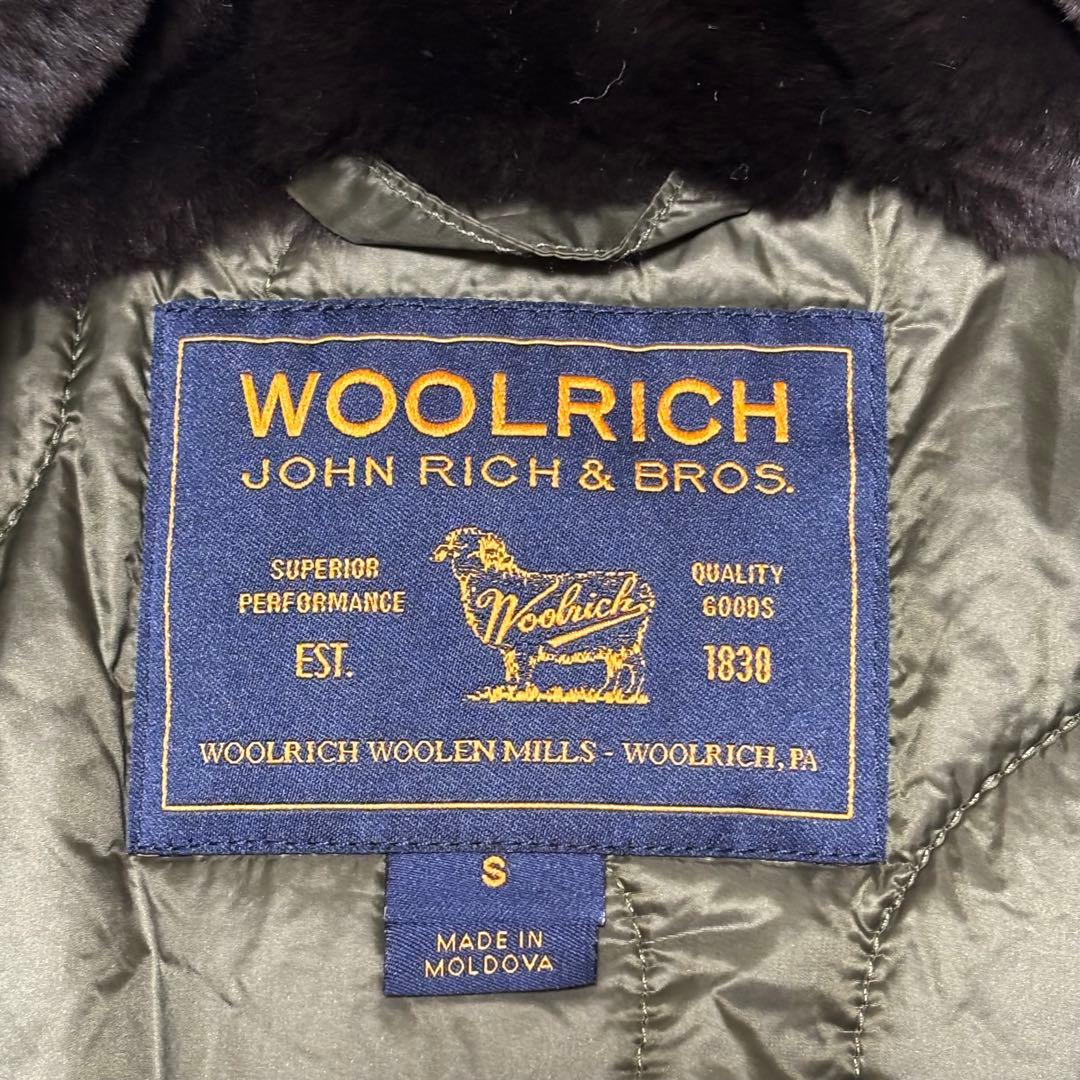 WOOLRICH
JOHN RICH & BROS.
SUPERIOR
PERFORMANCE
EST.
Woolrich
QUALITY
GOODS
1830
WOOLRICH WOOLEN MILLS - WOOLRICH, PA
S
MADE IN
MOLDOVA